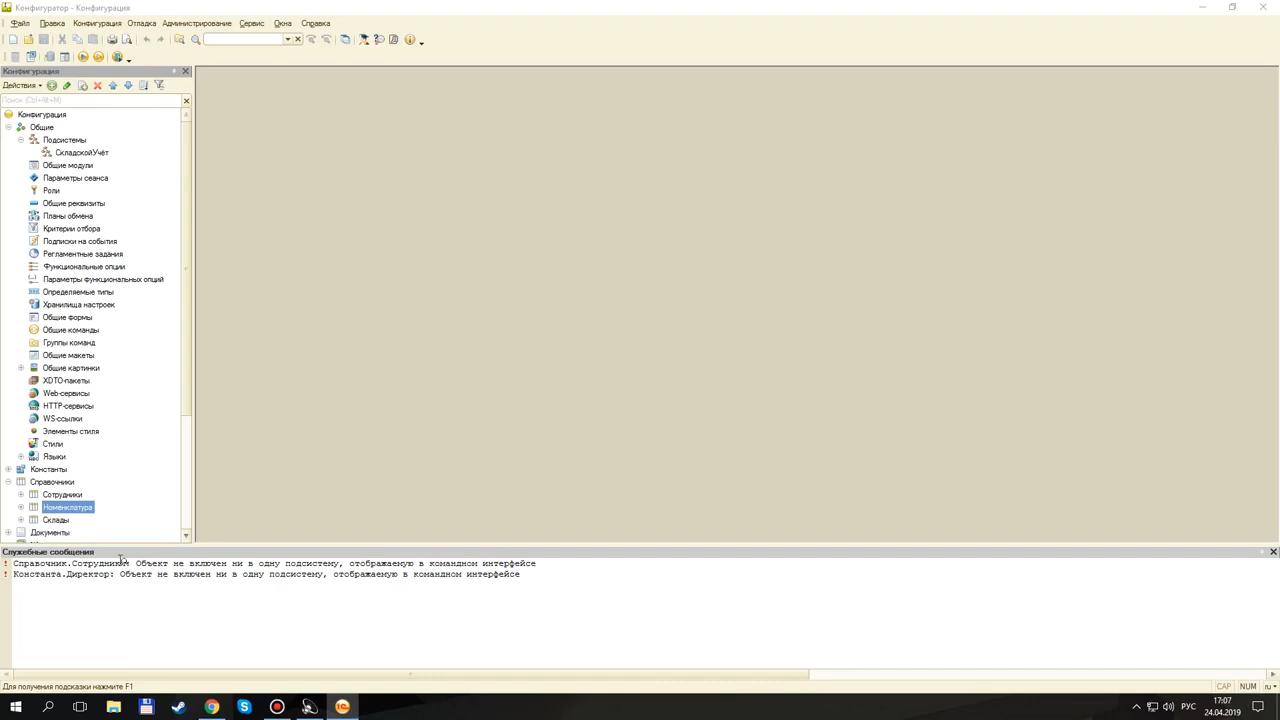 Конфигуратор - Конфигурация
Файл Правка Конфигурация Отладка Администрирование Сервис Окна Справка
Конфигурация
Действия
Поиск (Ctrl+Alt+M)
Конфигурация
Общие
Подсистемы
СкладскойУчёт
Общие модули
Параметры сеанса
Роли
Общие реквизиты
Планы обмена
Критерии отбора
Подписки на события
Регламентные задания
Функциональные опции
Параметры функциональных опций
Определяемые типы
Хранилища настроек
Общие формы
Общие команды
Группы команд
Общие макеты
Общие картинки
XDTO-пакеты
Web-сервисы
HTTP-сервисы
WS-ссылки
Элементы стиля
Стили
Языки
Константы
Справочники
Сотрудники
Номенклатура
Склады
Документы
Служебные сообщения
! Справочник.Сотрудники: Объект не включен ни в одну подсистему, отображаемую в командном интерфейсе
! Константа.Директор: Объект не включен ни в одну подсистему, отображаемую в командном интерфейсе
Для получения подсказки нажмите F1
CAP NUM ru
РУС
17:07
24.04.2019